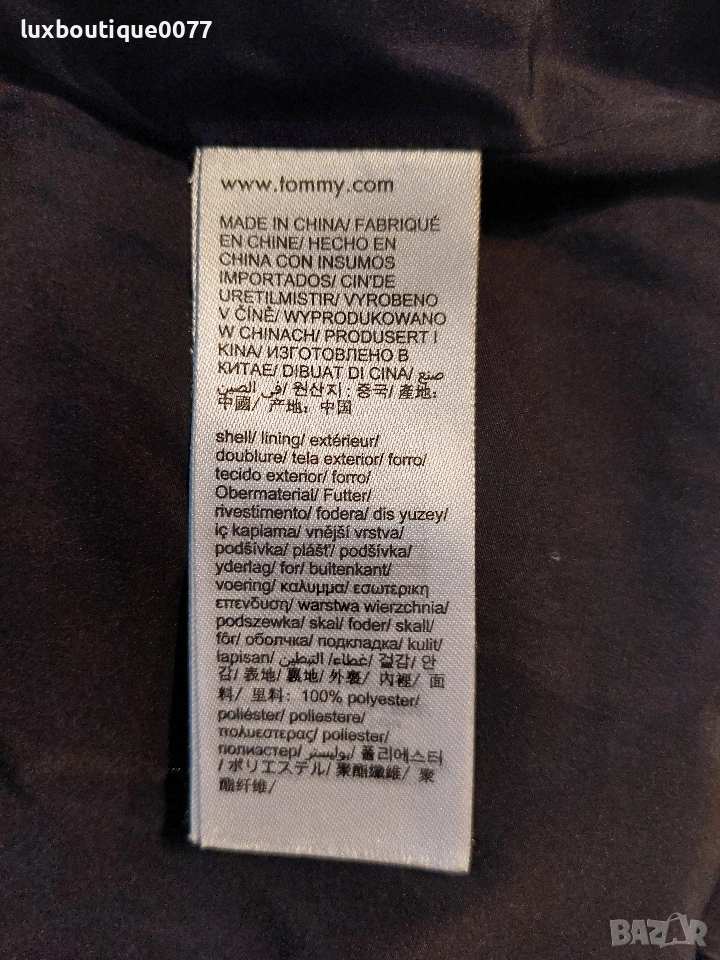 luxboutique0077
www.tommy.com
MADE IN CHINA/ FABRIQUÉ
EN CHINE/ HECHO EN
CHINA CON INSUMOS
IMPORTADOS/ CIN'DE
URETILMISTIR/ VYROBENO
V ČÍNĚ/ WYPRODUKOWANO
W CHINACH/ PRODUSERT I
KINA/ ИЗГОТОВЛЕНО В
КИТАЕ/ DIBUAT DI CINA/ صنع
في الصين/ 원산지 : 중국/ 產地:
中國/ 产地: 中国
shell/ lining/ extérieur/
doublure/ tela exterior/ forro/
tecido exterior/ forro/
Obermaterial/ Futter/
rivestimento/ fodera/ dis yuzey/
iç kaplama/ vnější vrstva/
podšívka/ plášť/ podšívka/
yderlag/ for/ buitenkant/
voering/ καλυμμα/ εσωτερικη
επενδυση/ warstwa wierzchnia/
podszewka/ skal/ foder/ skall/
fôr/ оболчка/ подкладка/ kulit/
lapisan/ غطاء/ التبطين/ 겉감/ 안
감/ 表地/ 裏地/ 外裹/ 內裡/ 面
料/ 里料: 100% polyester/
poliéster/ poliestere/
πολυεστερας/ poliester/
полиэстер/ بوليستر/ 폴리에스터
/ ポリエステル/ 聚酯纖維/ 聚
酯纤维/
BAZAR